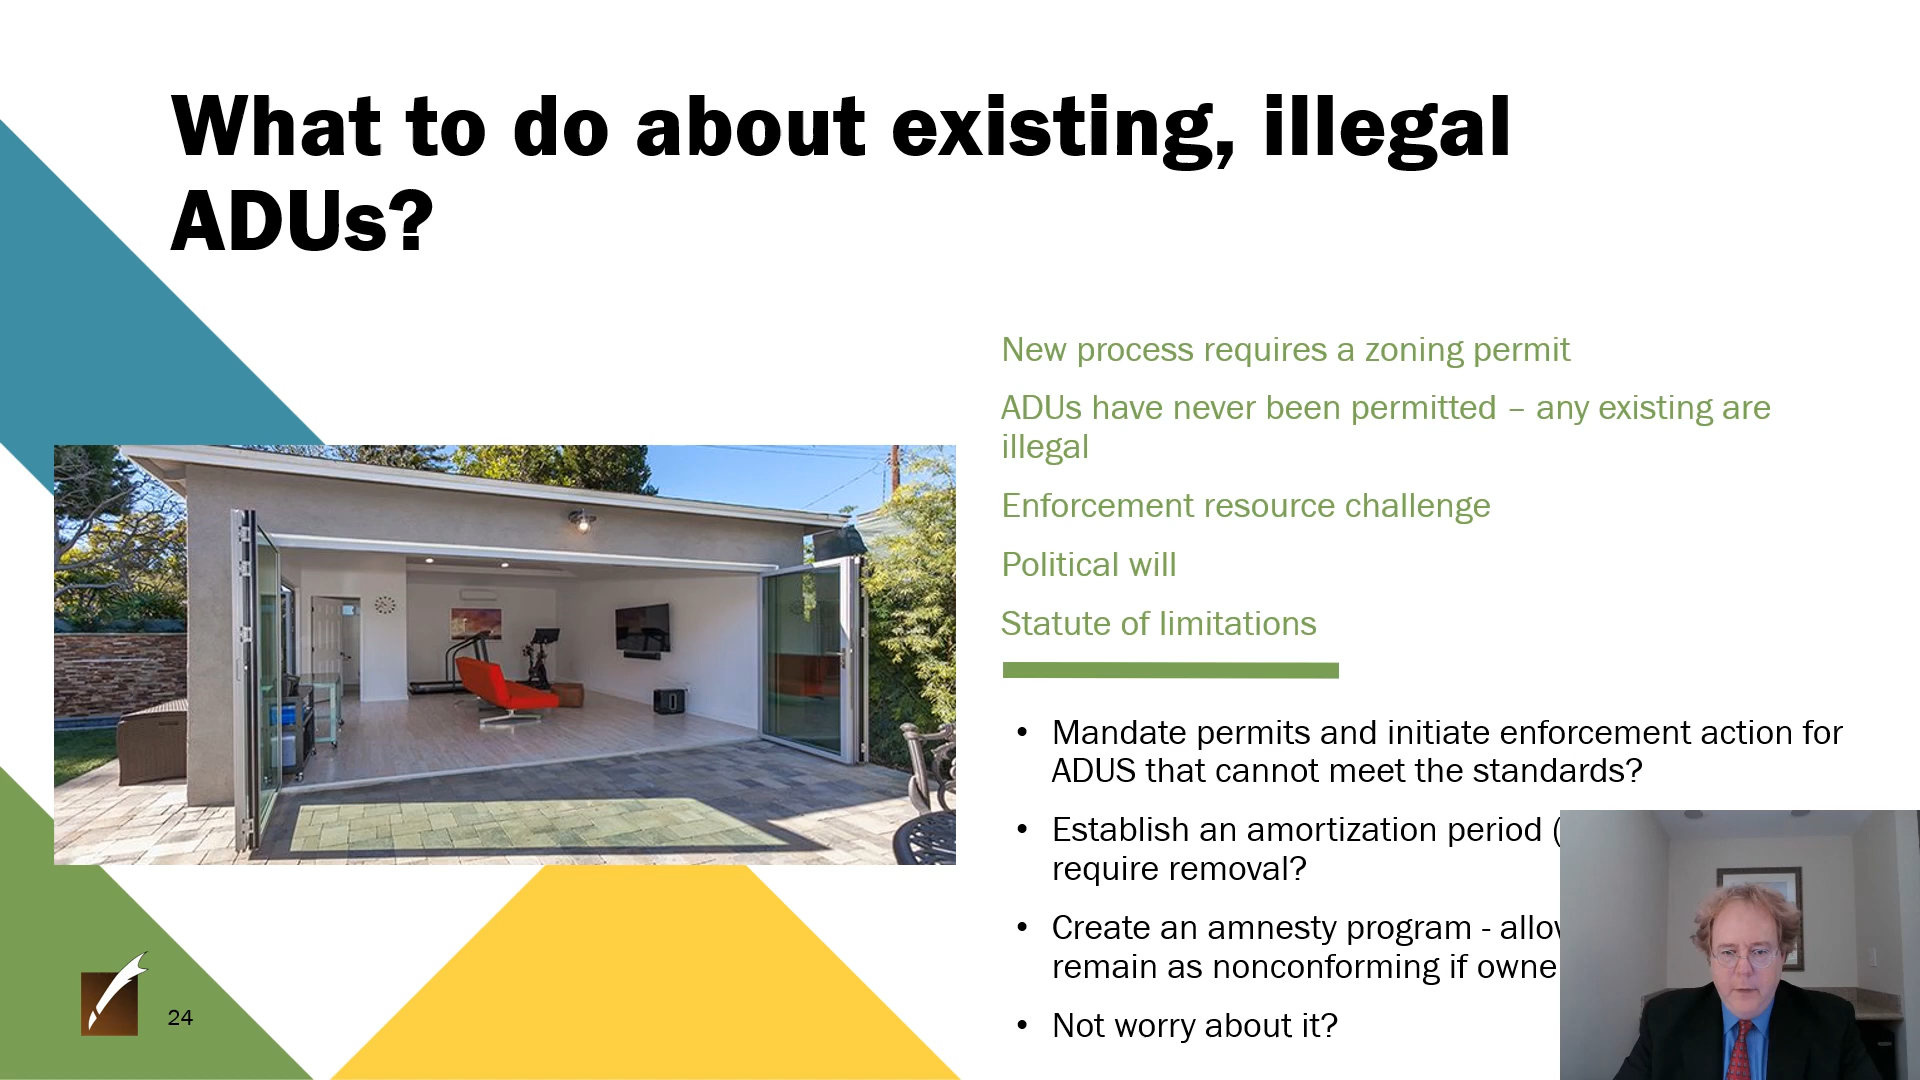 What to do about existing, illegal
ADUs?
New process requires a zoning permit
ADUs have never been permitted – any existing are
illegal
Enforcement resource challenge
Political will
Statute of limitations
• Mandate permits and initiate enforcement action for
ADUS that cannot meet the standards?
• Establish an amortization period (
require removal?
• Create an amnesty program -
remain as nonconforming if
• Not worry about it?
24